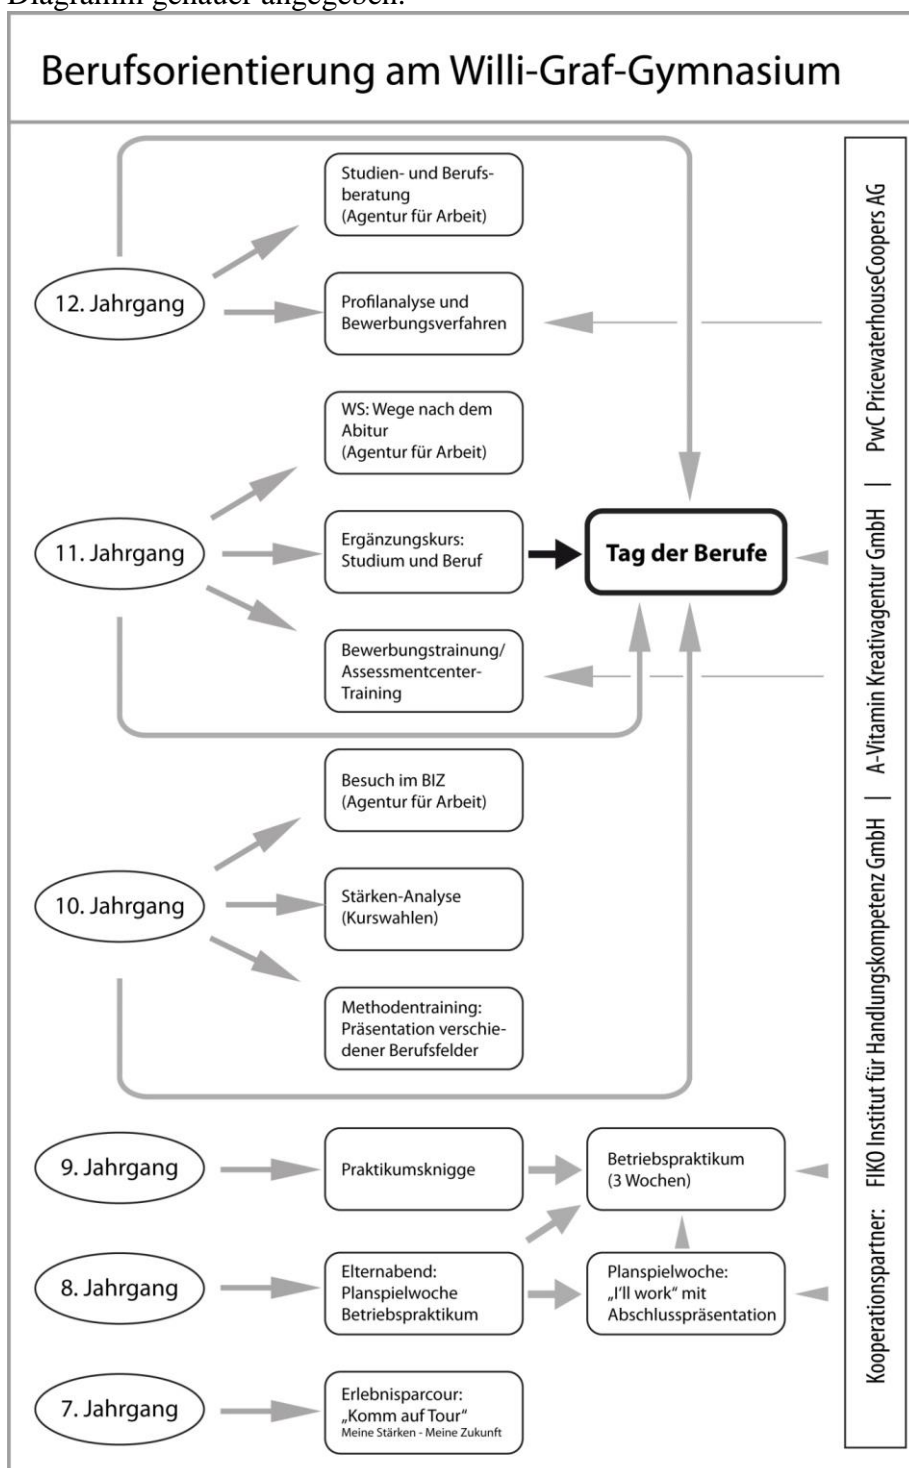 Diagramm genauer angegeben.
Berufsorientierung am Willi-Graf-Gymnasium
12. Jahrgang
Studien- und Berufs-
beratung
(Agentur für Arbeit)
Profilanalyse und
Bewerbungsverfahren
11. Jahrgang
WS: Wege nach dem
Abitur
(Agentur für Arbeit)
Ergänzungskurs:
Studium und Beruf
Tag der Berufe
Bewerbungstrainung/
Assessmentcenter-
Training
10. Jahrgang
Besuch im BIZ
(Agentur für Arbeit)
Stärken-Analyse
(Kurswahlen)
Methodentraining:
Präsentation verschie-
dener Berufsfelder
9. Jahrgang
Praktikumsknigge
Betriebspraktikum
(3 Wochen)
8. Jahrgang
Elternabend:
Planspielwoche
Betriebspraktikum
Planspielwoche:
„I'll work“ mit
Abschlusspräsentation
7. Jahrgang
Erlebnisparcour:
„Komm auf Tour“
Meine Stärken - Meine Zukunft
Kooperationspartner: FIKO Institut für Handlungskompetenz GmbH | A-Vitamin Kreativagentur GmbH | PwC PricewaterhouseCoopers AG